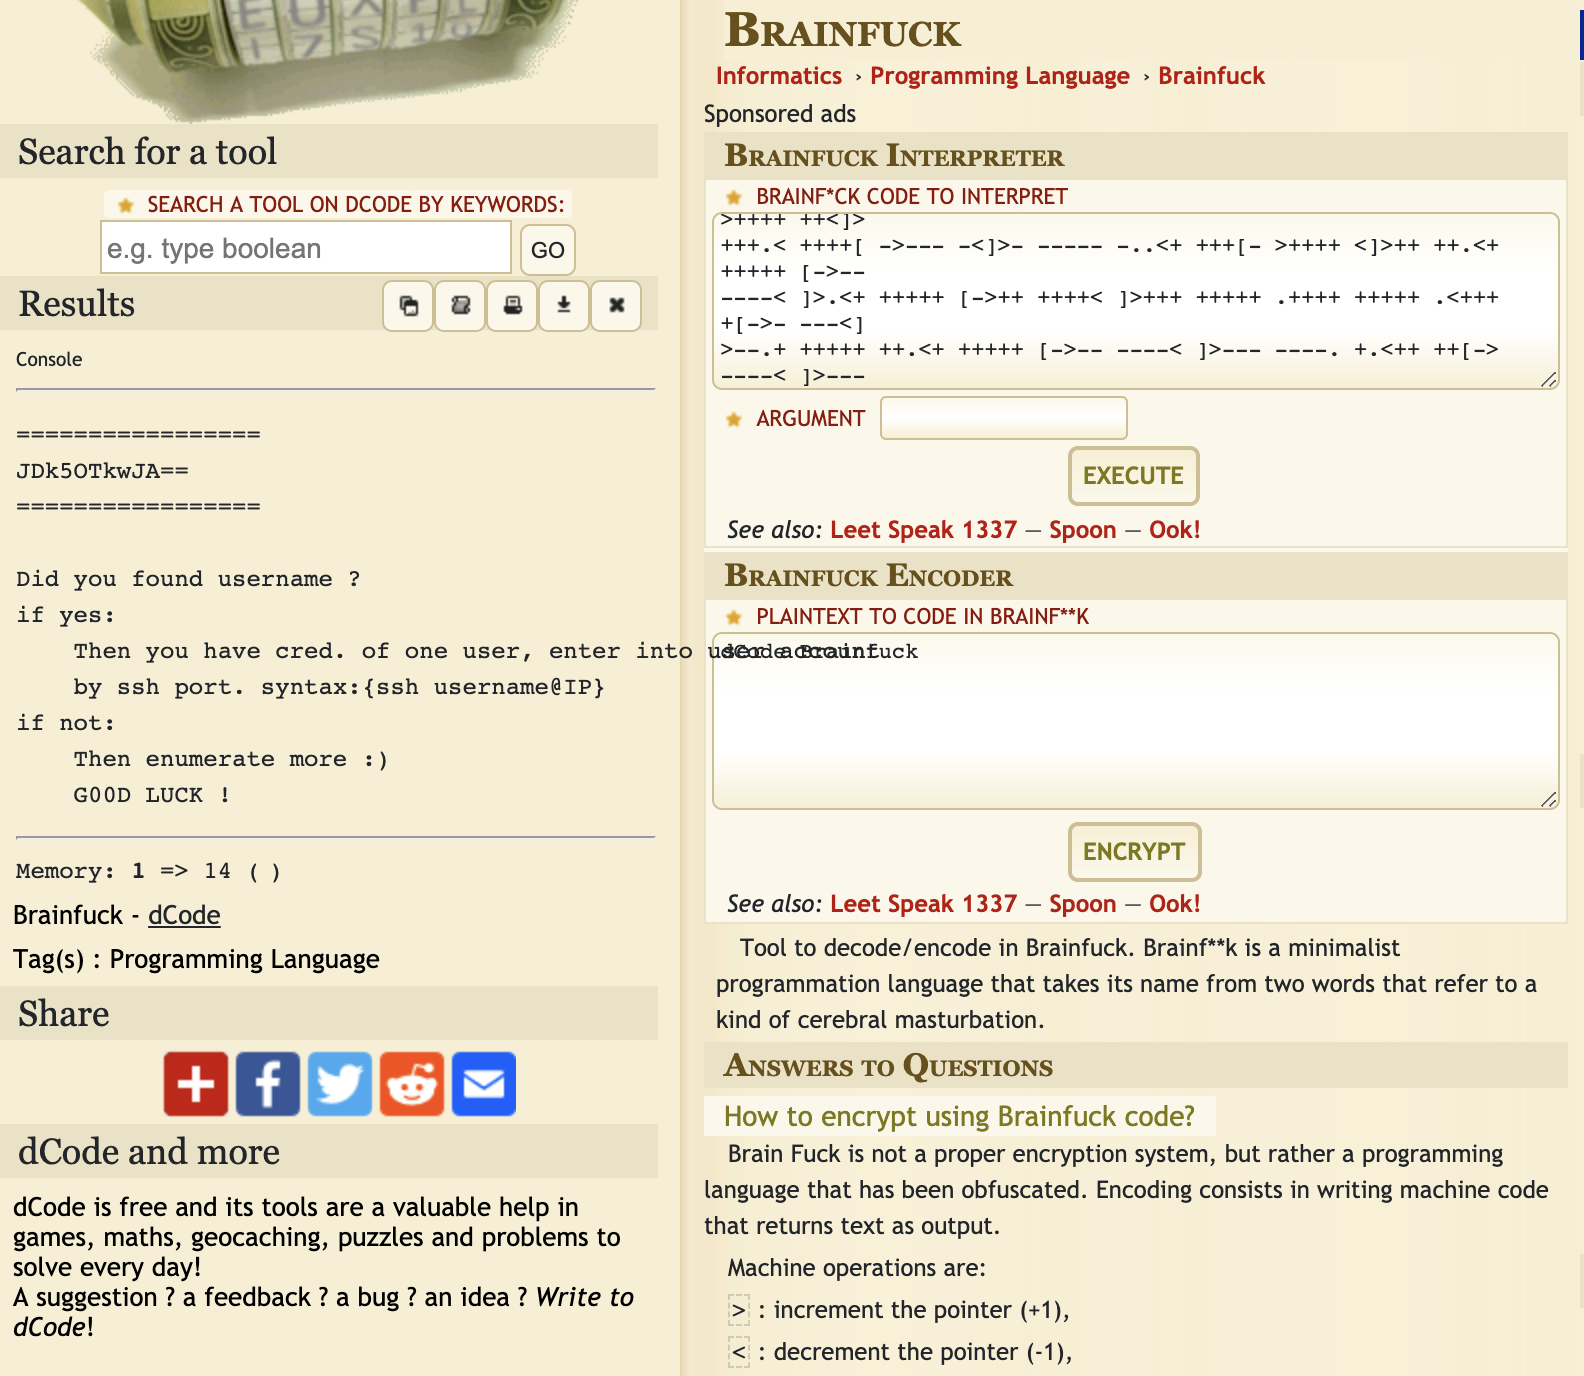 Search for a tool
SEARCH A TOOL ON DCODE BY KEYWORDS:
e.g. type boolean
GO
Results
Console
=================
JDk5OTkwJA==
=================
Did you found username ?
if yes:
Then you have cred. of one user, enter into user account
by ssh port. syntax:{ssh username@IP}
if not:
Then enumerate more :)
G00D LUCK !
Memory: 1 => 14 ( )
Brainfuck - dCode
Tag(s) : Programming Language
Share
dCode and more
dCode is free and its tools are a valuable help in
games, maths, geocaching, puzzles and problems to
solve every day!
A suggestion ? a feedback ? a bug ? an idea ? Write to
dCode!
Brainfuck
Informatics › Programming Language › Brainfuck
Sponsored ads
Brainfuck Interpreter
BRAINF*CK CODE TO INTERPRET
>++++ ++<]>
+++.< ++++[ ->--- -<]>- ----- -..<+ +++[- >++++ <]>++ ++.<+
+++++ [->--
----< ]>.<+ +++++ [->++ ++++< ]>+++ +++++ .++++ +++++ .<+++
+[->- ---<]
>--.+ +++++ ++.<+ +++++ [->-- ----< ]>--- ----. +.<++ ++[->
----< ]>---
ARGUMENT
EXECUTE
See also: Leet Speak 1337 — Spoon — Ook!
Brainfuck Encoder
PLAINTEXT TO CODE IN BRAINF**K
dCode Brainfuck
ENCRYPT
See also: Leet Speak 1337 — Spoon — Ook!
Tool to decode/encode in Brainfuck. Brainf**k is a minimalist
programmation language that takes its name from two words that refer to a
kind of cerebral masturbation.
Answers to Questions
How to encrypt using Brainfuck code?
Brain Fuck is not a proper encryption system, but rather a programming
language that has been obfuscated. Encoding consists in writing machine code
that returns text as output.
Machine operations are:
> : increment the pointer (+1),
< : decrement the pointer (-1),